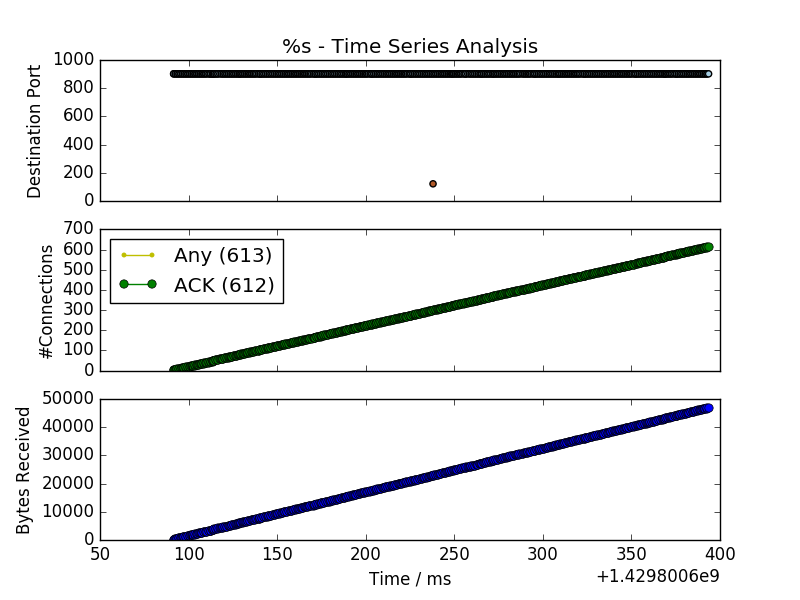 %s - Time Series Analysis
Destination Port
1000
800
600
400
200
0
#Connections
700
600
500
400
300
200
100
0
Any (613)
ACK (612)
Bytes Received
50000
40000
30000
20000
10000
0
50 100 150 200 250 300 350 400
Time / ms
+1.4298006e9